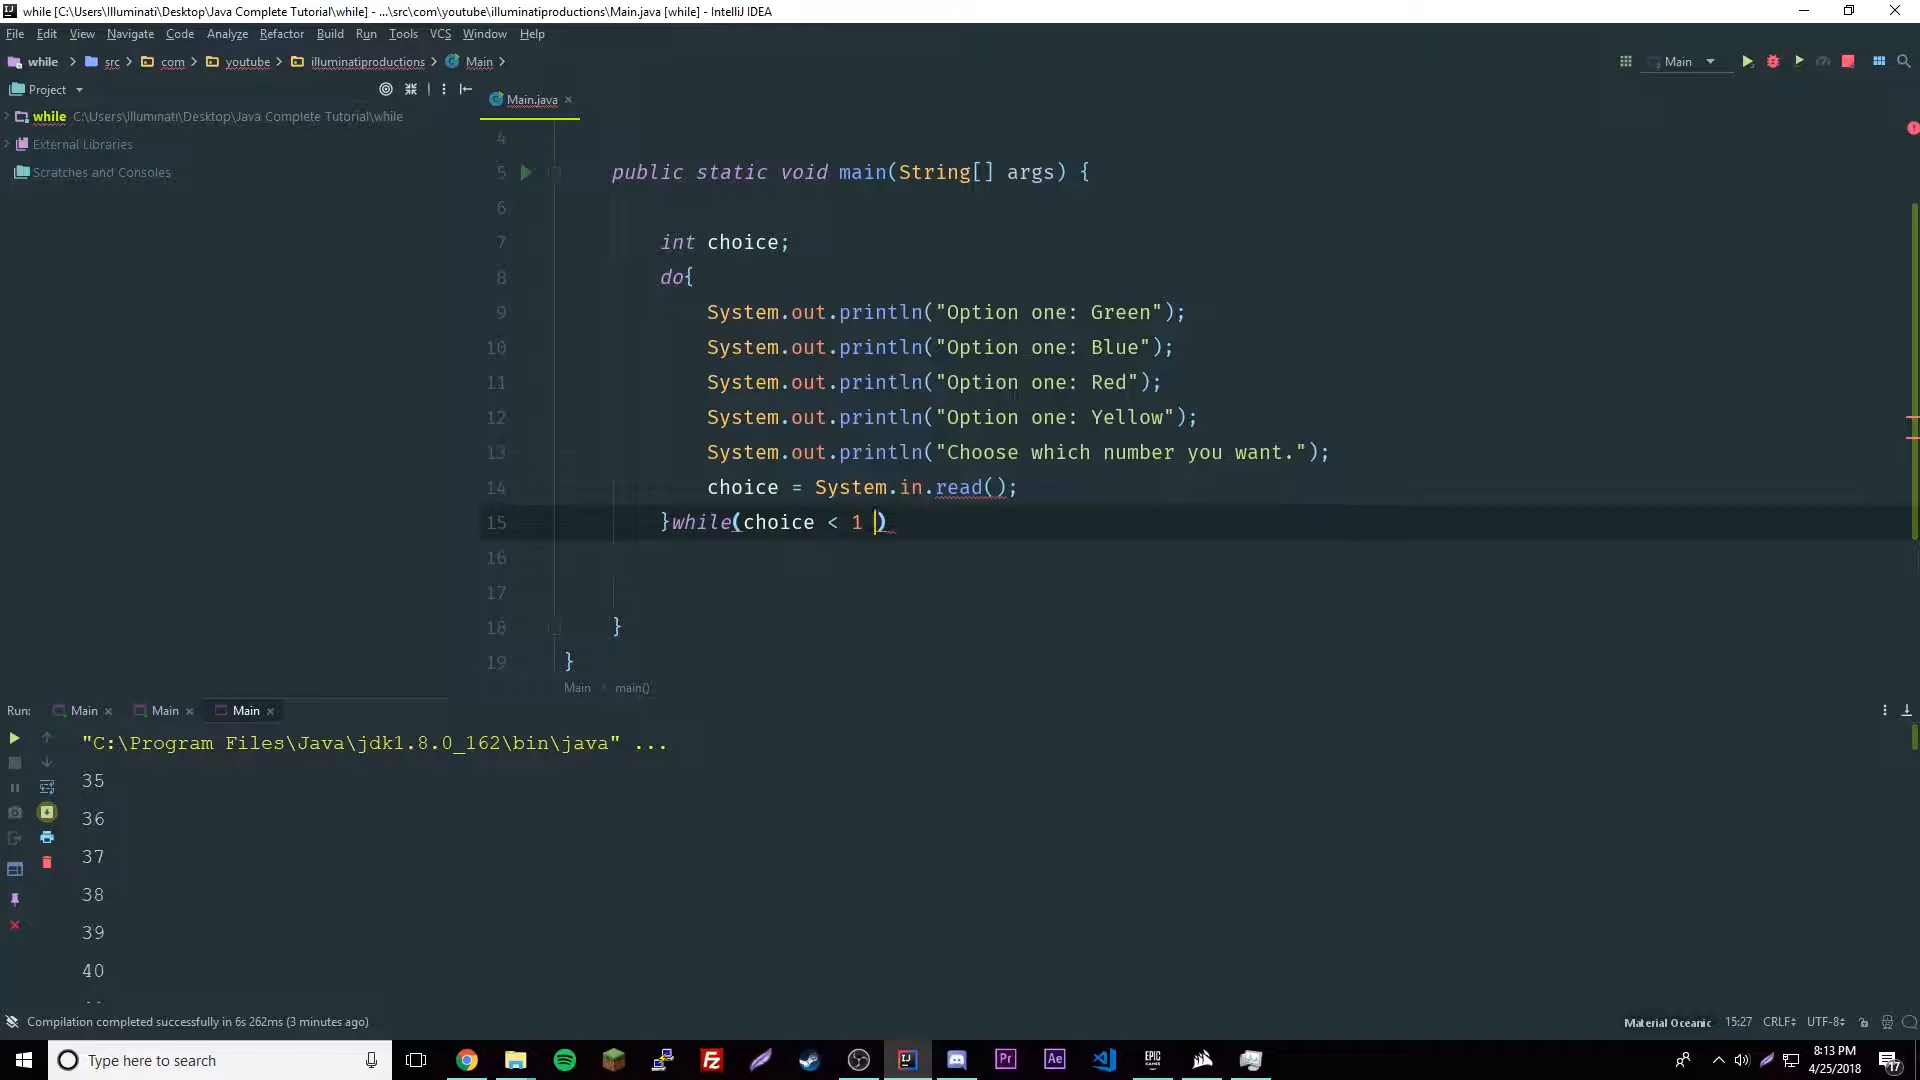 while [C:\Users\Illuminati\Desktop\Java Complete Tutorial\while] - ...\src\com\youtube\illuminatiproductions\Main.java [while] - IntelliJ IDEA
File Edit View Navigate Code Analyze Refactor Build Run Tools VCS Window Help
while src com youtube illuminatiproductions Main
Main
Project
Main.java
while C:\Users\Illuminati\Desktop\Java Complete Tutorial\while
External Libraries
Scratches and Consoles
4
5 public static void main(String[] args) {
6
7 int choice;
8 do{
9 System.out.println("Option one: Green");
10 System.out.println("Option one: Blue");
11 System.out.println("Option one: Red");
12 System.out.println("Option one: Yellow");
13 System.out.println("Choose which number you want.");
14 choice = System.in.read();
15 }while(choice < 1 )
16
17
18 }
19 }
Main main()
Run: Main Main Main
"C:\Program Files\Java\jdk1.8.0_162\bin\java" ...
35
36
37
38
39
40
Compilation completed successfully in 6s 262ms (3 minutes ago)
Material Oceanic 15:27 CRLF UTF-8
Type here to search
Pr Ae EPIC GAMES
8:13 PM
4/25/2018
17